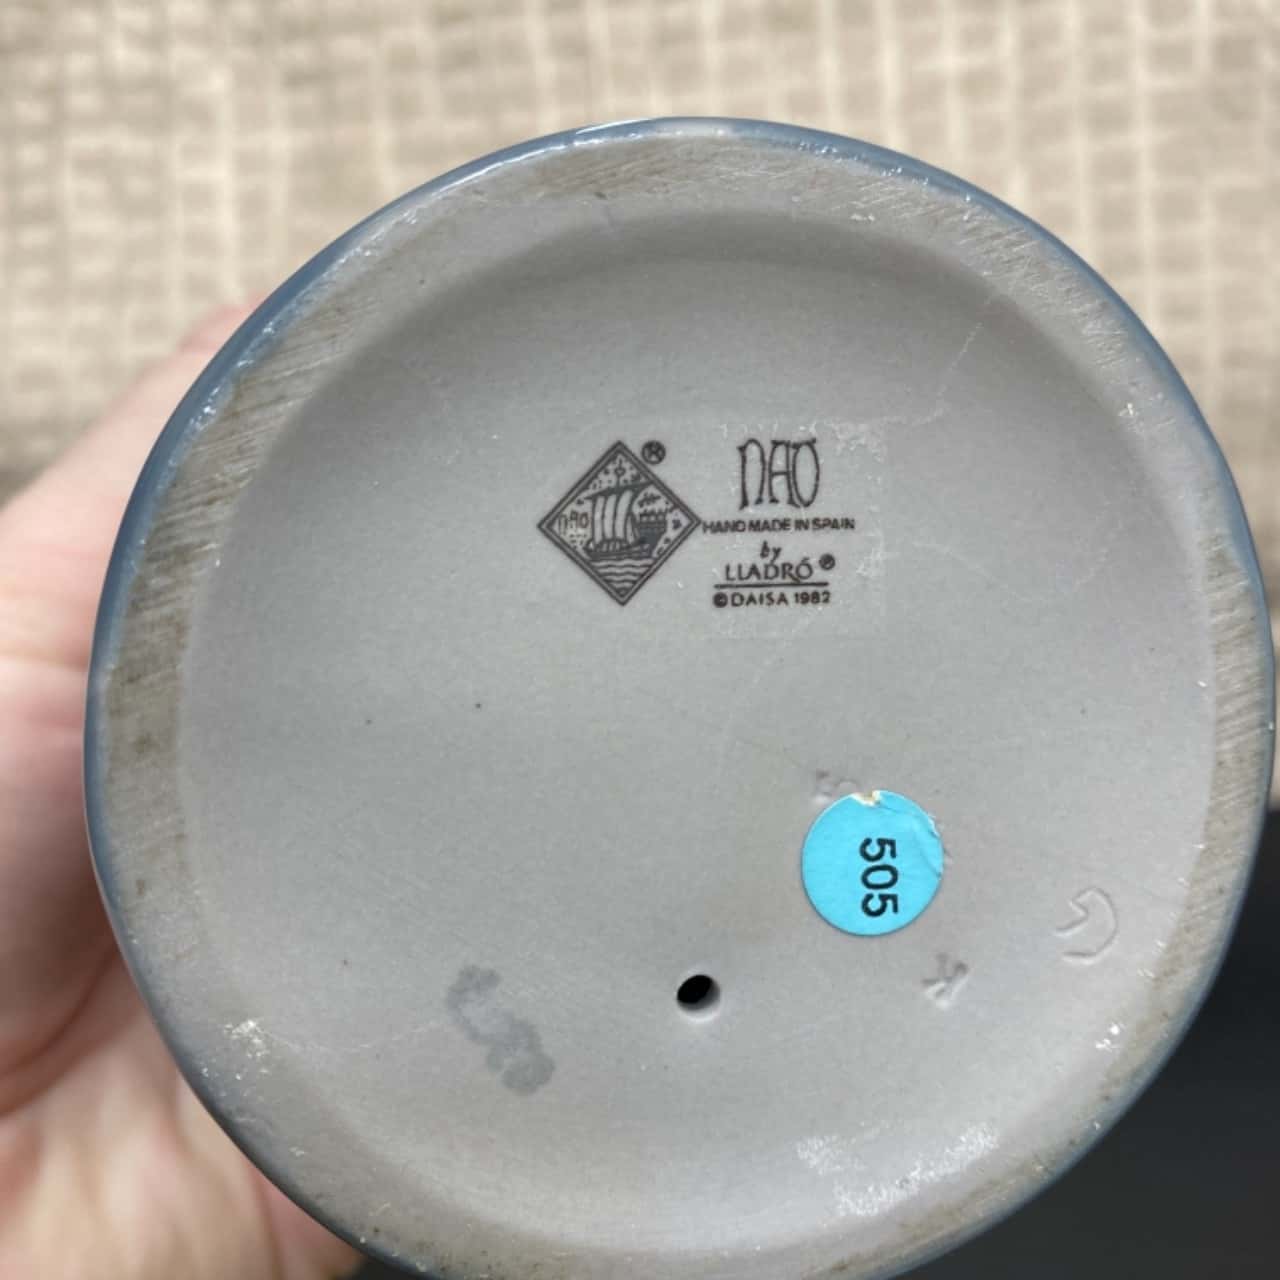 NAO
®
NAO
HAND MADE IN SPAIN
by
LLADRÓ®
©DAISA 1982
505
G
K